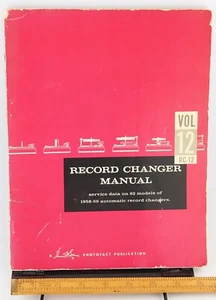 VOL
12
RC-12
RECORD CHANGER
MANUAL
service data on 62 models of
1958-59 automatic record changers.
PHOTOFACT PUBLICATION